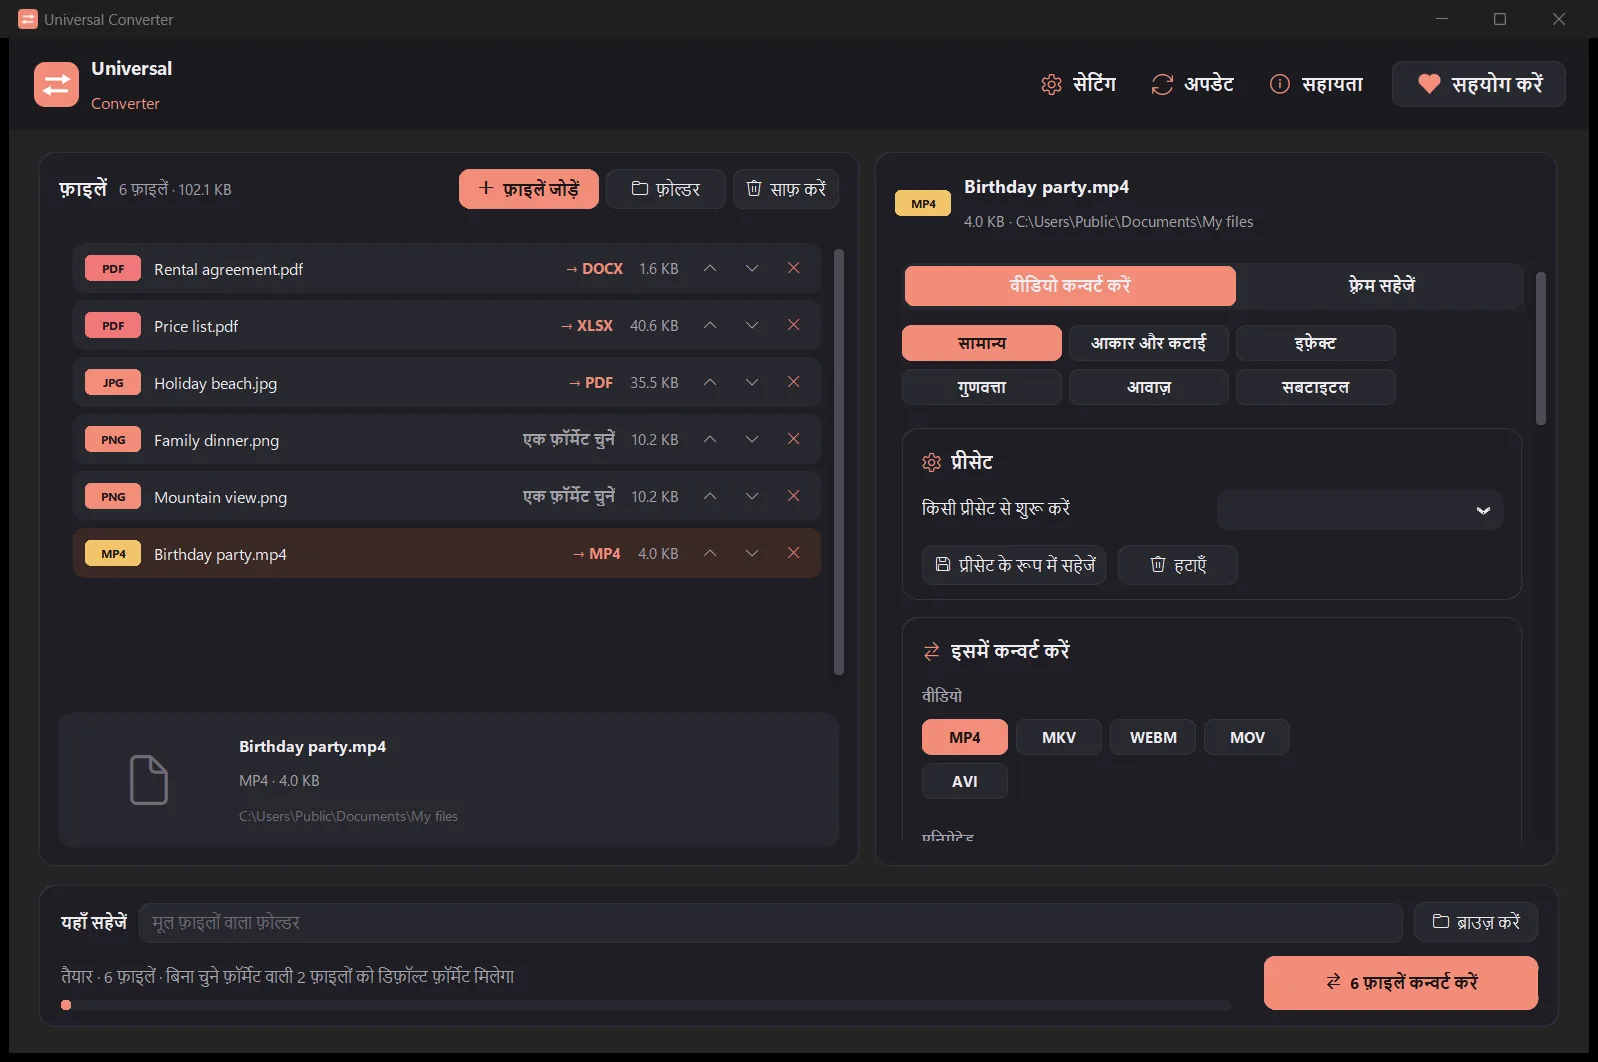 Universal Converter
Universal
Converter
सेटिंग
अपडेट
सहायता
सहयोग करें
फ़ाइलें 6 फ़ाइलें · 102.1 KB
+ फ़ाइलें जोड़ें
फ़ोल्डर
साफ़ करें
PDF Rental agreement.pdf → DOCX 1.6 KB
PDF Price list.pdf → XLSX 40.6 KB
JPG Holiday beach.jpg → PDF 35.5 KB
PNG Family dinner.png एक फ़ॉर्मेट चुनें 10.2 KB
PNG Mountain view.png एक फ़ॉर्मेट चुनें 10.2 KB
MP4 Birthday party.mp4 → MP4 4.0 KB
Birthday party.mp4
MP4 · 4.0 KB
C:\Users\Public\Documents\My files
MP4
Birthday party.mp4
4.0 KB · C:\Users\Public\Documents\My files
वीडियो कन्वर्ट करें
फ़्रेम सहेजें
सामान्य
आकार और कटाई
इफ़ेक्ट
गुणवत्ता
आवाज़
सबटाइटल
प्रीसेट
किसी प्रीसेट से शुरू करें
प्रीसेट के रूप में सहेजें
हटाएँ
इसमें कन्वर्ट करें
वीडियो
MP4
MKV
WEBM
MOV
AVI
यहाँ सहेजें
मूल फ़ाइलों वाला फ़ोल्डर
ब्राउज़ करें
तैयार · 6 फ़ाइलें · बिना चुने फ़ॉर्मेट वाली 2 फ़ाइलों को डिफ़ॉल्ट फ़ॉर्मेट मिलेगा
6 फ़ाइलें कन्वर्ट करें